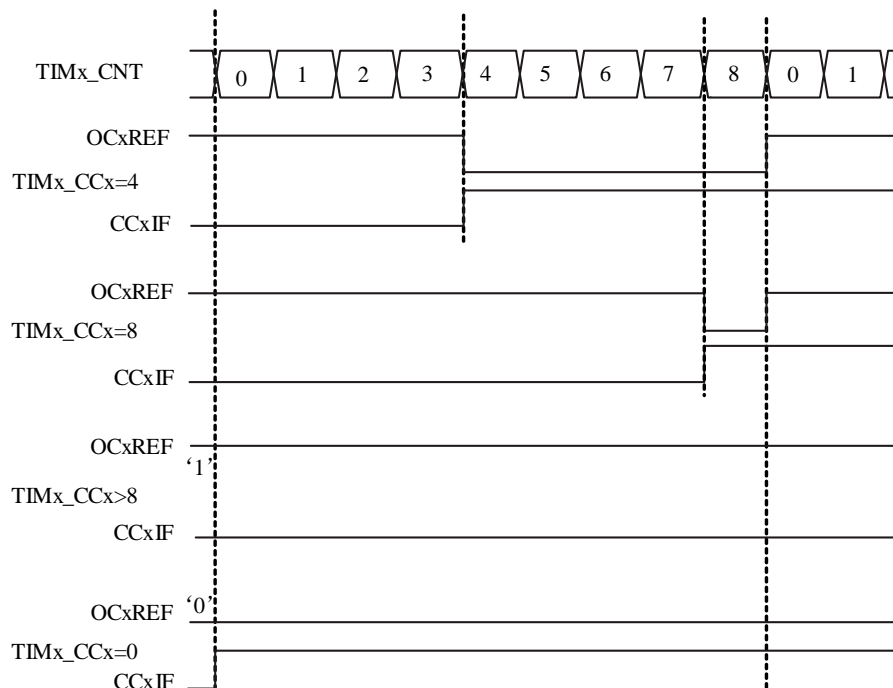 TIMx_CNT 0 1 2 3 4 5 6 7 8 0 1
OCxREF
TIMx_CCx=4
CCxIF
OCxREF
TIMx_CCx=8
CCxIF
OCxREF
‘1’
TIMx_CCx>8
CCxIF
OCxREF ‘0’
TIMx_CCx=0
CCxIF